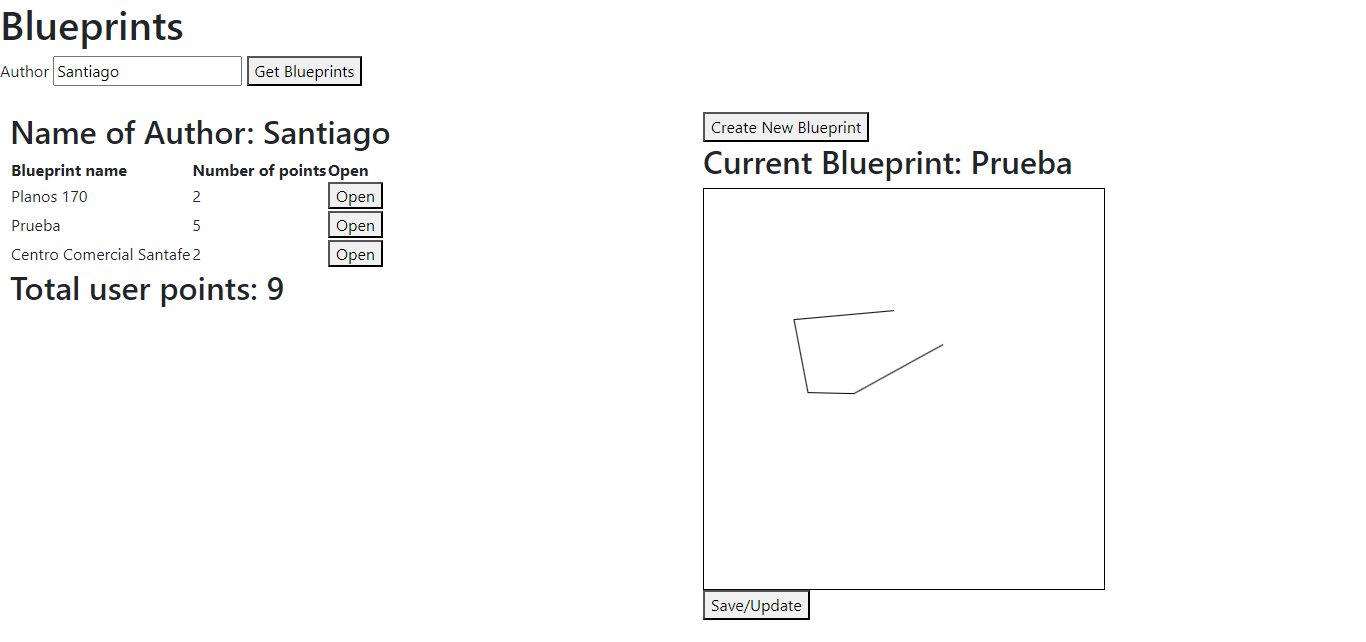 Blueprints
Author Santiago Get Blueprints
Name of Author: Santiago
Blueprint name Number of points Open
Planos 170 2 Open
Prueba 5 Open
Centro Comercial Santafe 2 Open
Total user points: 9
Create New Blueprint
Current Blueprint: Prueba
Save/Update